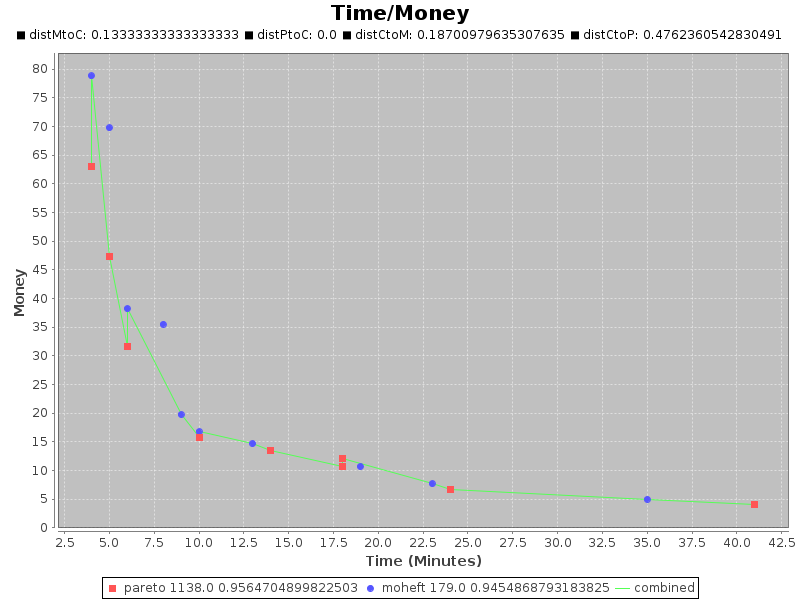 Time/Money
distMtoC: 0.13333333333333333 distPtoC: 0.0 distCtoM: 0.18700979635307635 distCtoP: 0.4762360542830491
80
75
70
65
60
55
50
45
40
35
30
25
20
15
10
5
0
Money
2.5 5.0 7.5 10.0 12.5 15.0 17.5 20.0 22.5 25.0 27.5 30.0 32.5 35.0 37.5 40.0 42.5
Time (Minutes)
pareto 1138.0 0.9564704899822503 moheft 179.0 0.9454868793183825 combined